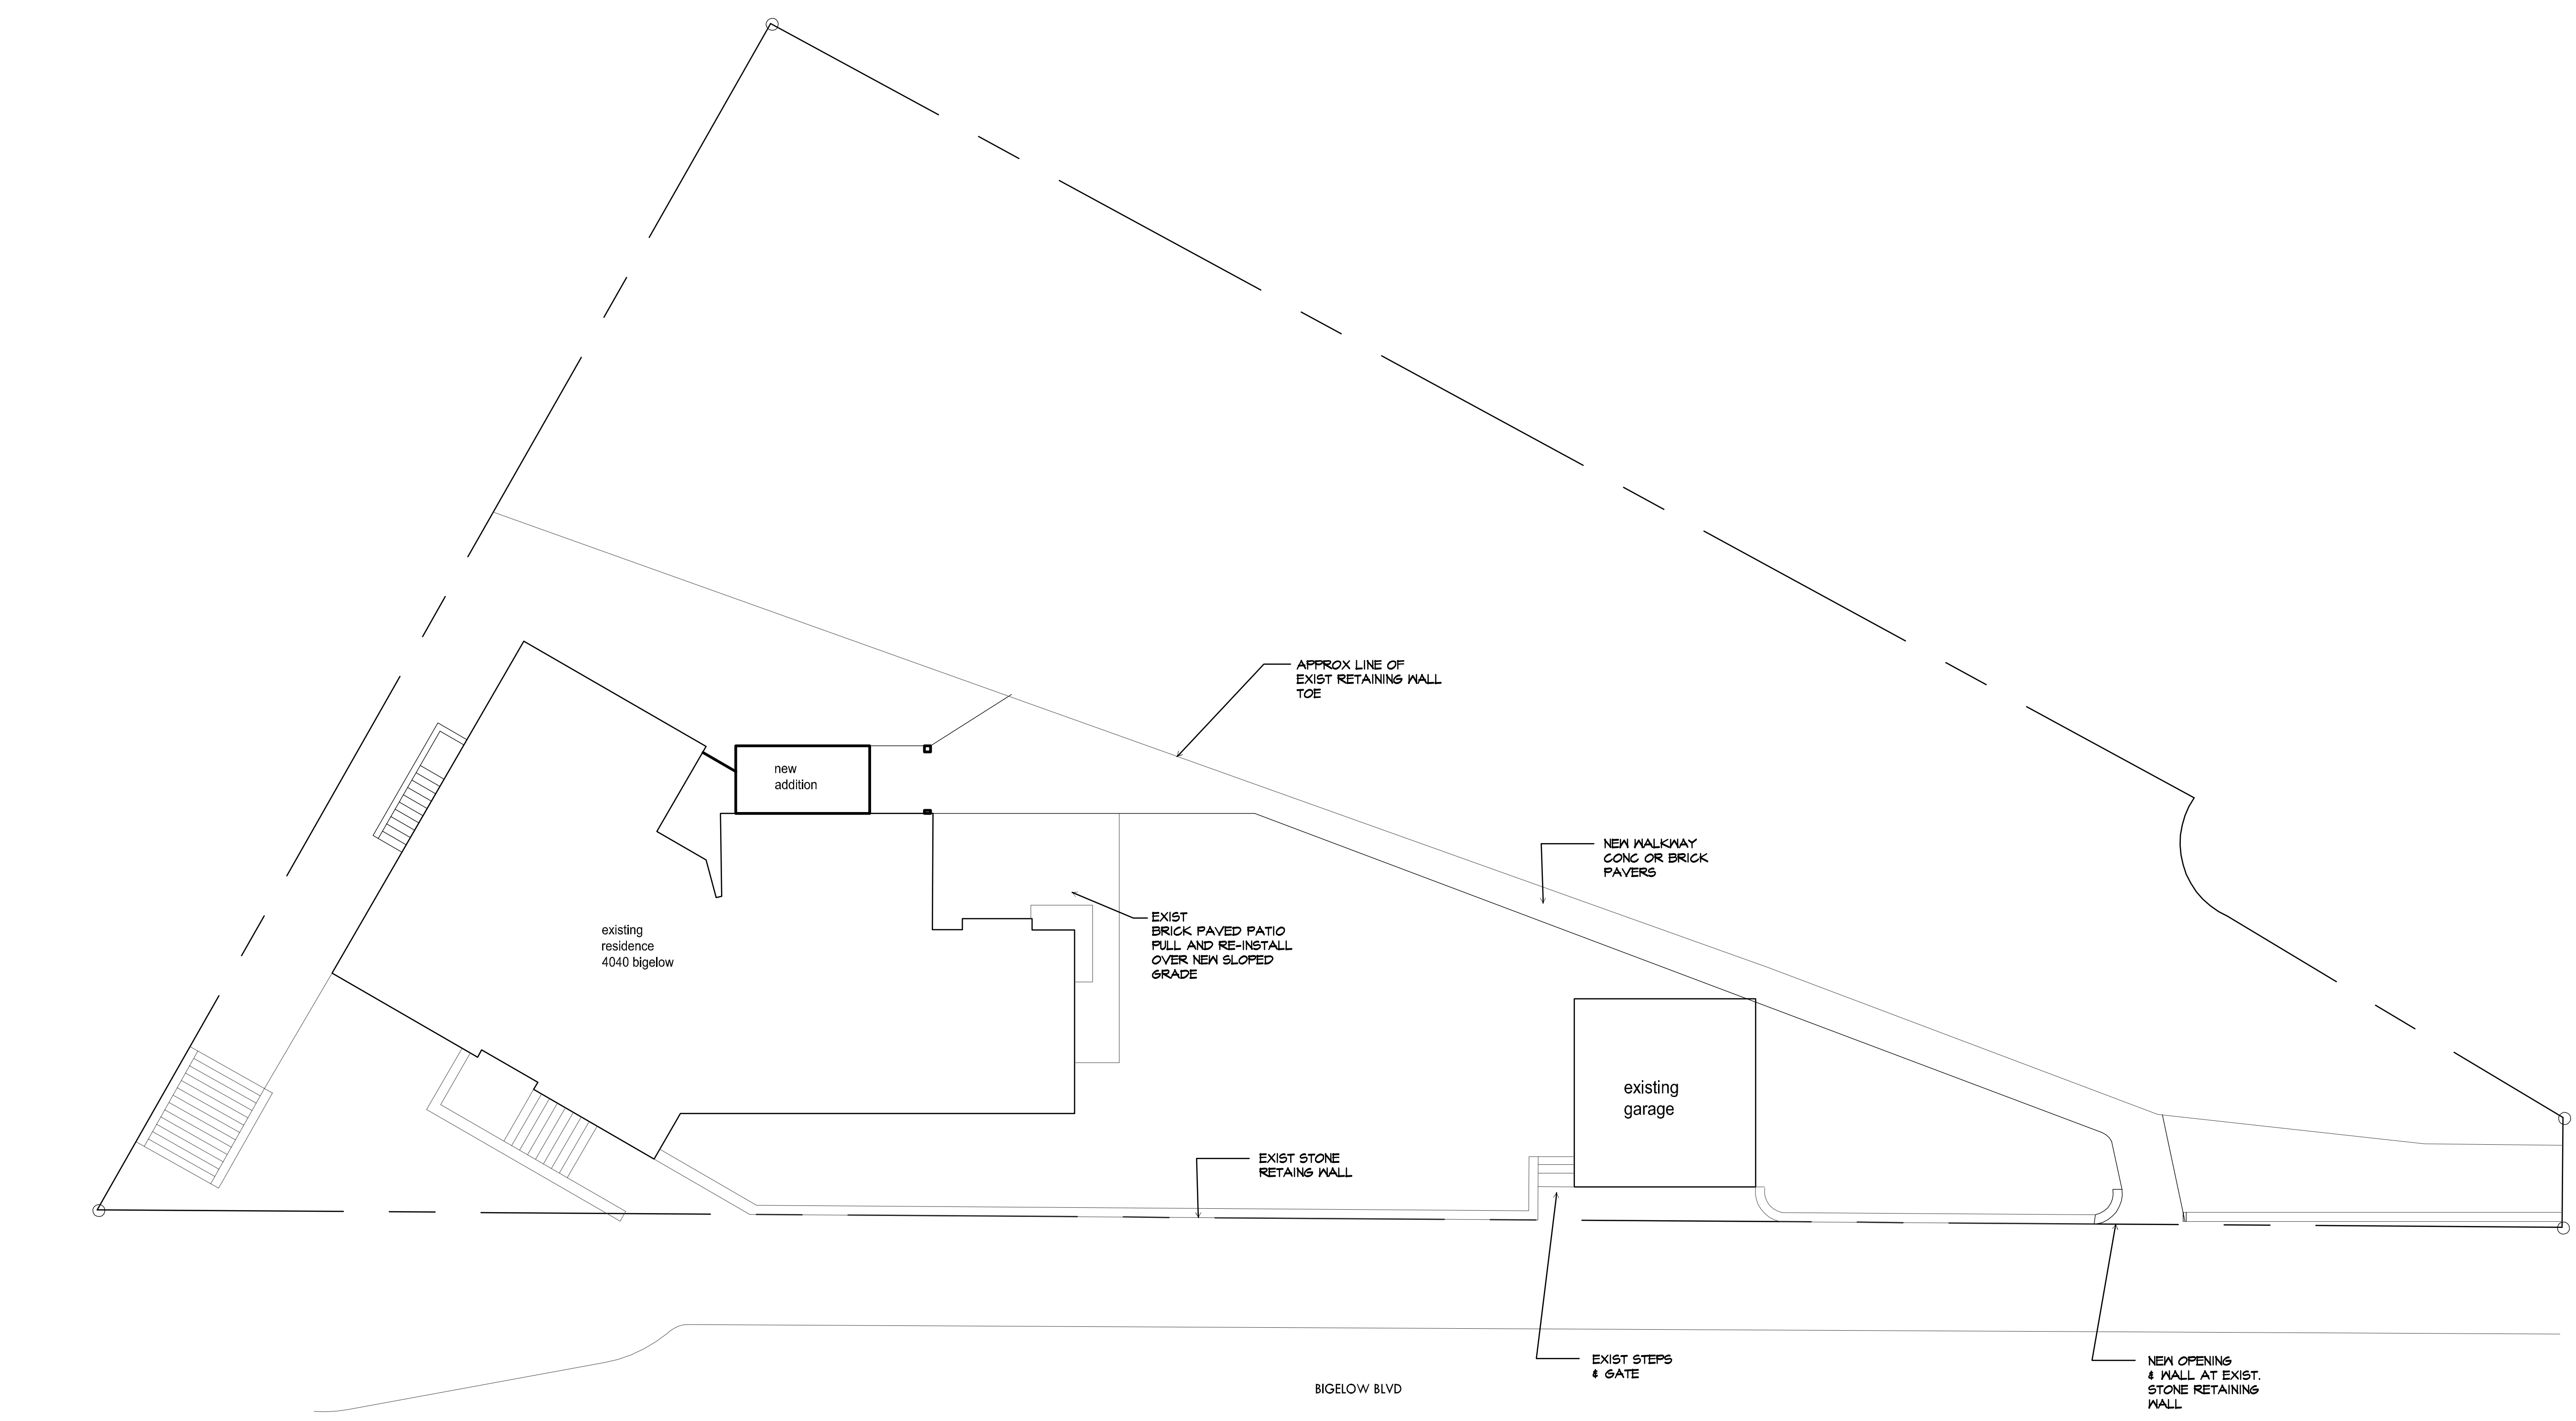 APPROX LINE OF
EXIST RETAINING WALL
TOE
new
addition
NEW WALKWAY
CONC OR BRICK
PAVERS
EXIST
BRICK PAVED PATIO
PULL AND RE-INSTALL
OVER NEW SLOPED
GRADE
existing
residence
4040 bigelow
existing
garage
EXIST STONE
RETAING WALL
EXIST STEPS
& GATE
NEW OPENING
& WALL AT EXIST.
STONE RETAINING
WALL
BIGELOW BLVD